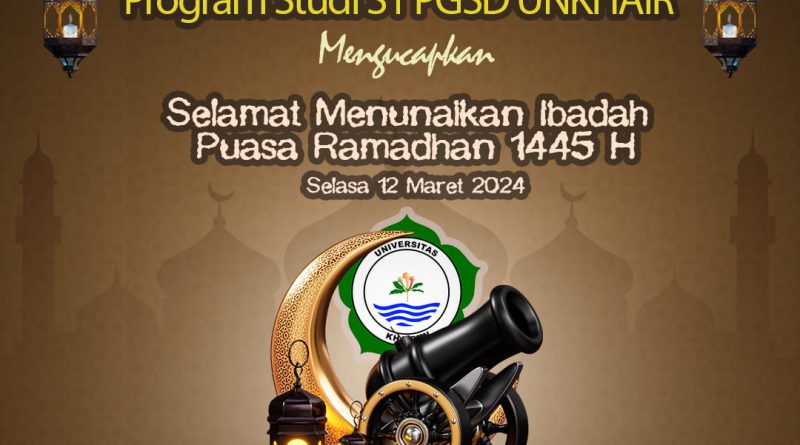 Program Studi S1 PGSD UNKHAIR
Mengucapkan
Selamat Menunaikan Ibadah
Puasa Ramadhan 1445 H
Selasa 12 Maret 2024
UNIVERSITAS